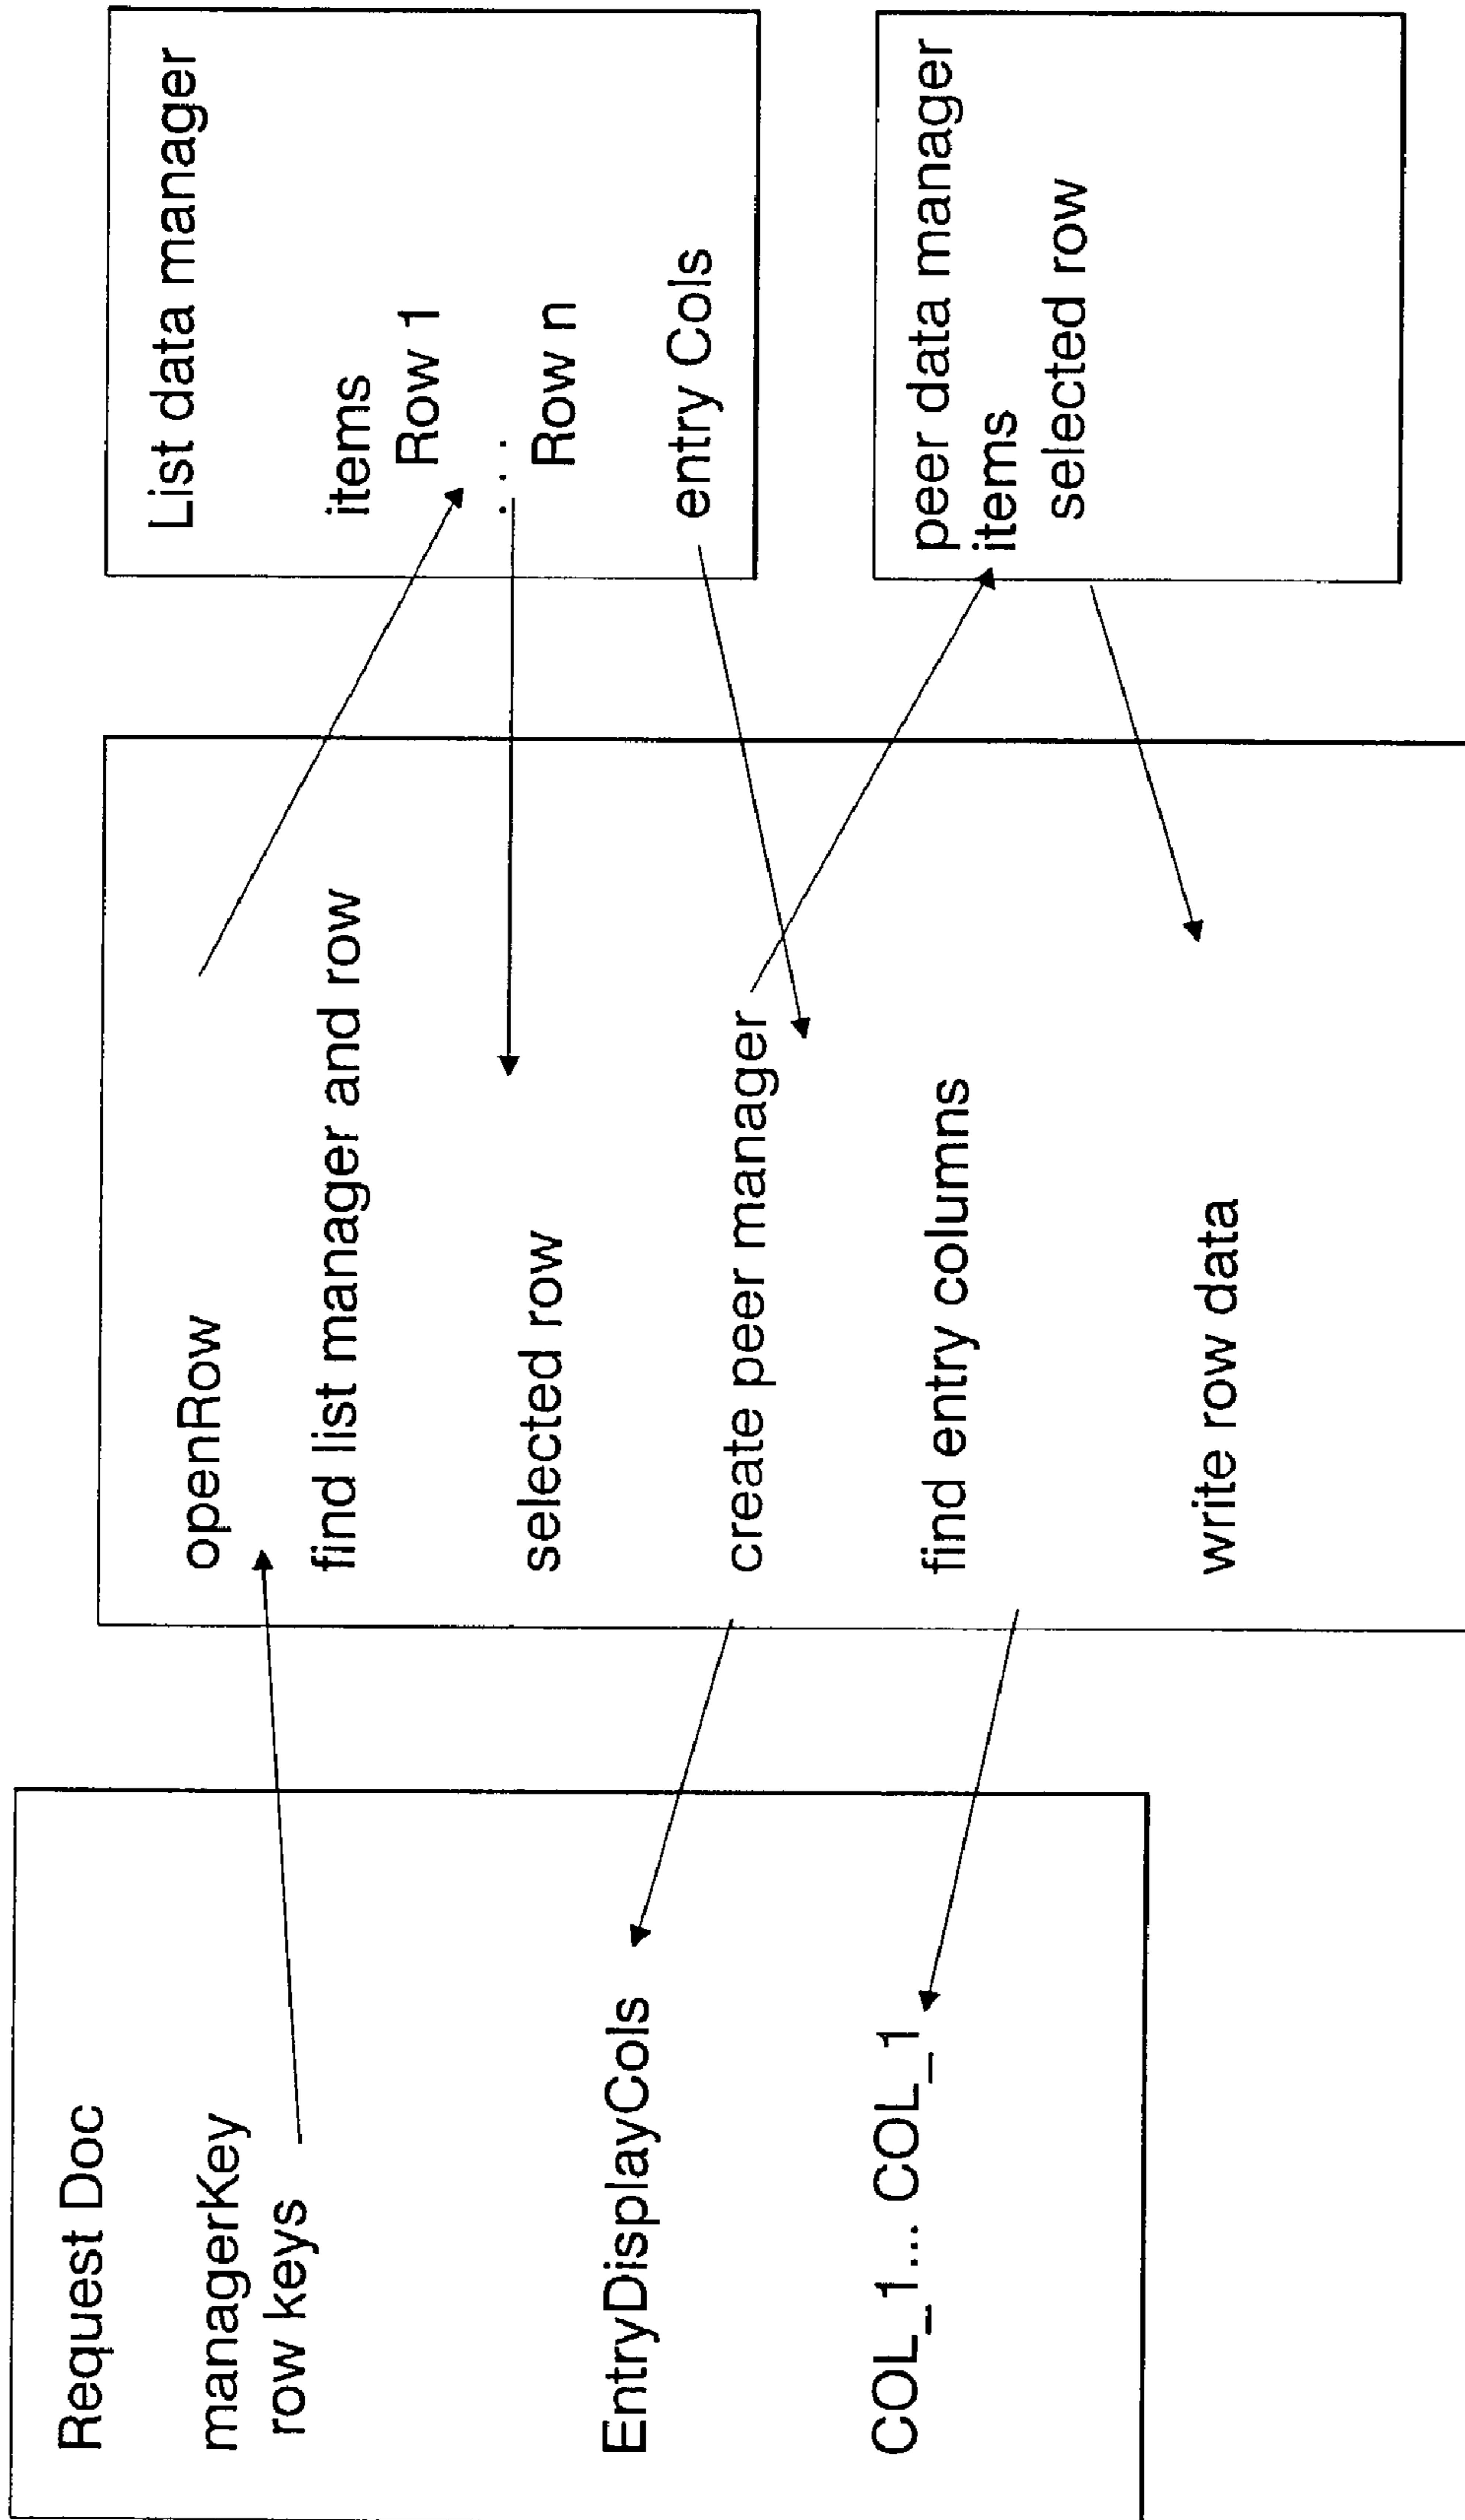 Request Doc
managerKey
row keys
EntryDisplayCols
COL_1... COL_1
openRow
find list manager and row
selected row
create peer manager
find entry columns
write row data
List data manager
items
Row 1
...
Row n
entry Cols
peer data manager
items
selected row